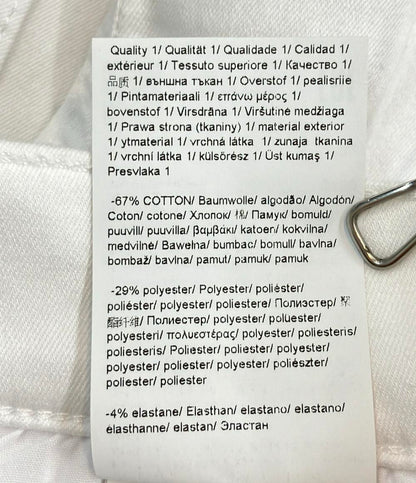 Quality 1/ Qualität 1/ Qualidade 1/ Calidad 1/
extérieur 1/ Tessuto superiore 1/ Качество 1/
品质 1/ външна тъкан 1/ Overstof 1/ pealisriie
1/ Pintamateriaali 1/ επάνω μέρος 1/
bovenstof 1/ Virsdrāna 1/ Viršutinė medžiaga
1/ Prawa strona (tkaniny) 1/ material exterior
1/ ytmaterial 1/ vrchná látka 1/ zunaja tkanina
1/ vrchní látka 1/ külsőrész 1/ Üst kumaş 1/
Presvlaka 1
-67% COTTON/ Baumwolle/ algodão/ Algodón/
Coton/ cotone/ Хлопок/ 棉/ Памук/ bomuld/
puuvill/ puuvilla/ βαμβάκι/ katoen/ kokvilna/
medvilnė/ Bawełna/ bumbac/ bomull/ bavlna/
bombaž/ bavlna/ pamut/ pamuk/ pamuk
-29% polyester/ Polyester/ poliéster/
poliéster/ polyester/ poliestere/ Полиэстер/ 聚
酯纤维/ Полиестер/ polyester/ polüester/
polyesteri/ πολυεστέρας/ polyester/ poliesteris/
poliesteris/ Poliester/ poliester/ polyester/
polyester/ poliester/ polyester/ poliészter/
poliester/ poliester
-4% elastane/ Elasthan/ elastano/ elastano/
élasthanne/ elastan/ Эластан